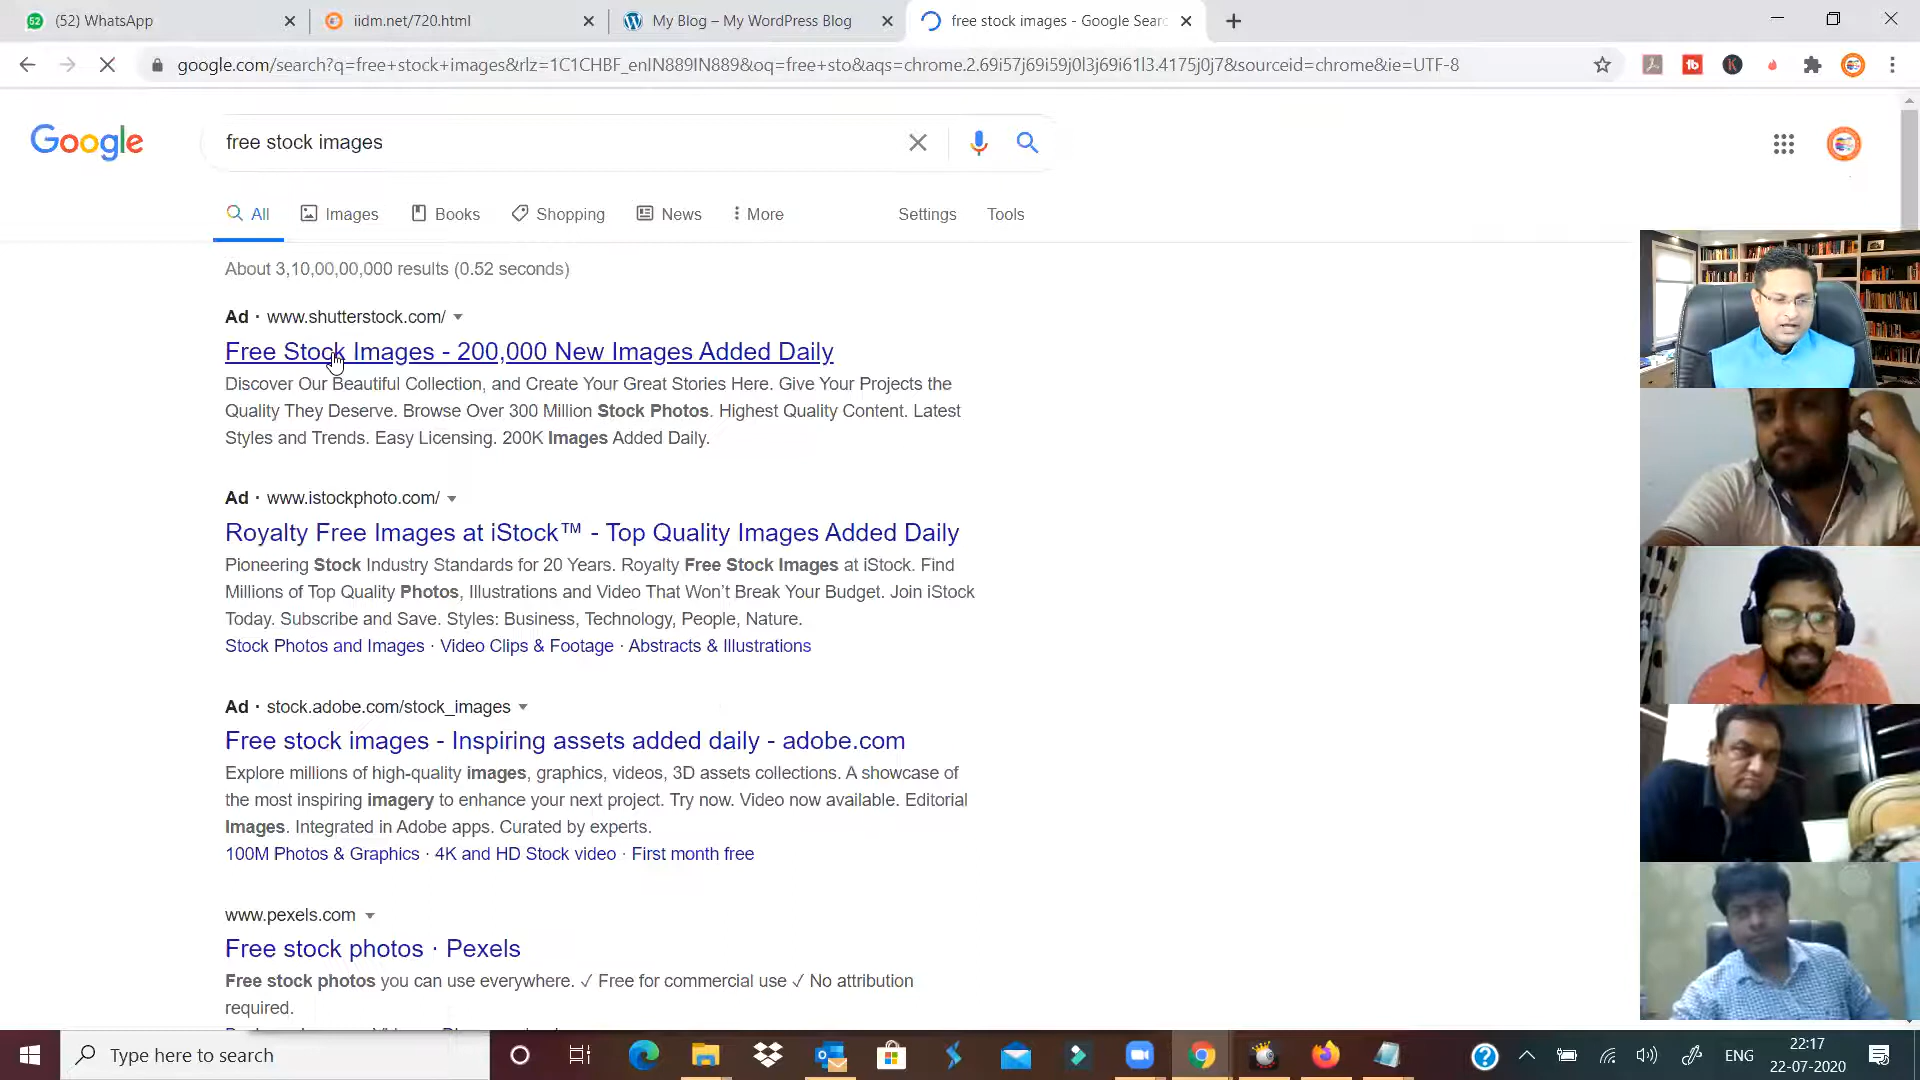 (52) WhatsApp
iidm.net/720.html
My Blog – My WordPress Blog
free stock images - Google Searc
google.com/search?q=free+stock+images&rlz=1C1CHBF_enIN889IN889&oq=free+sto&aqs=chrome.2.69i57j69i59j0l3j69i61l3.4175j0j7&sourceid=chrome&ie=UTF-8
Google
free stock images
All
Images
Books
Shopping
News
More
Settings
Tools
About 3,10,00,00,000 results (0.52 seconds)
Ad · www.shutterstock.com/
Free Stock Images - 200,000 New Images Added Daily
Discover Our Beautiful Collection, and Create Your Great Stories Here. Give Your Projects the
Quality They Deserve. Browse Over 300 Million Stock Photos. Highest Quality Content. Latest
Styles and Trends. Easy Licensing. 200K Images Added Daily.
Ad · www.istockphoto.com/
Royalty Free Images at iStock™ - Top Quality Images Added Daily
Pioneering Stock Industry Standards for 20 Years. Royalty Free Stock Images at iStock. Find
Millions of Top Quality Photos, Illustrations and Video That Won't Break Your Budget. Join iStock
Today. Subscribe and Save. Styles: Business, Technology, People, Nature.
Stock Photos and Images · Video Clips & Footage · Abstracts & Illustrations
Ad · stock.adobe.com/stock_images
Free stock images - Inspiring assets added daily - adobe.com
Explore millions of high-quality images, graphics, videos, 3D assets collections. A showcase of
the most inspiring imagery to enhance your next project. Try now. Video now available. Editorial
Images. Integrated in Adobe apps. Curated by experts.
100M Photos & Graphics · 4K and HD Stock video · First month free
www.pexels.com
Free stock photos · Pexels
Free stock photos you can use everywhere. ✓ Free for commercial use ✓ No attribution
required.
Type here to search
ENG
22:17
22-07-2020